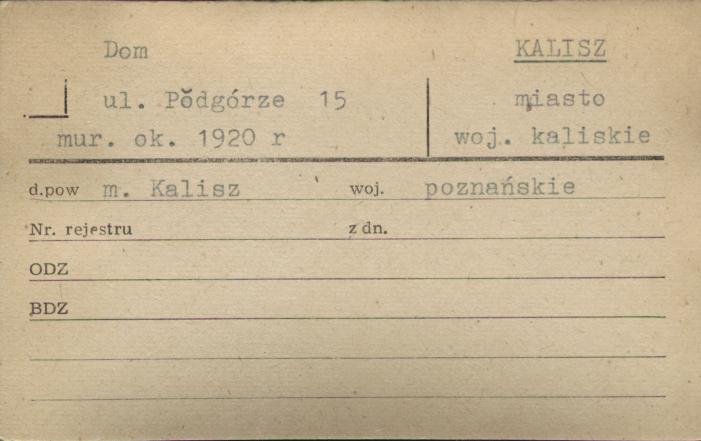 Dom KALISZ
ul. Podgórze 15 miasto
mur. ok. 1920 r woj. kaliskie
d.pow m. Kalisz woj. poznańskie
Nr. rejestru z dn.
ODZ
BDZ